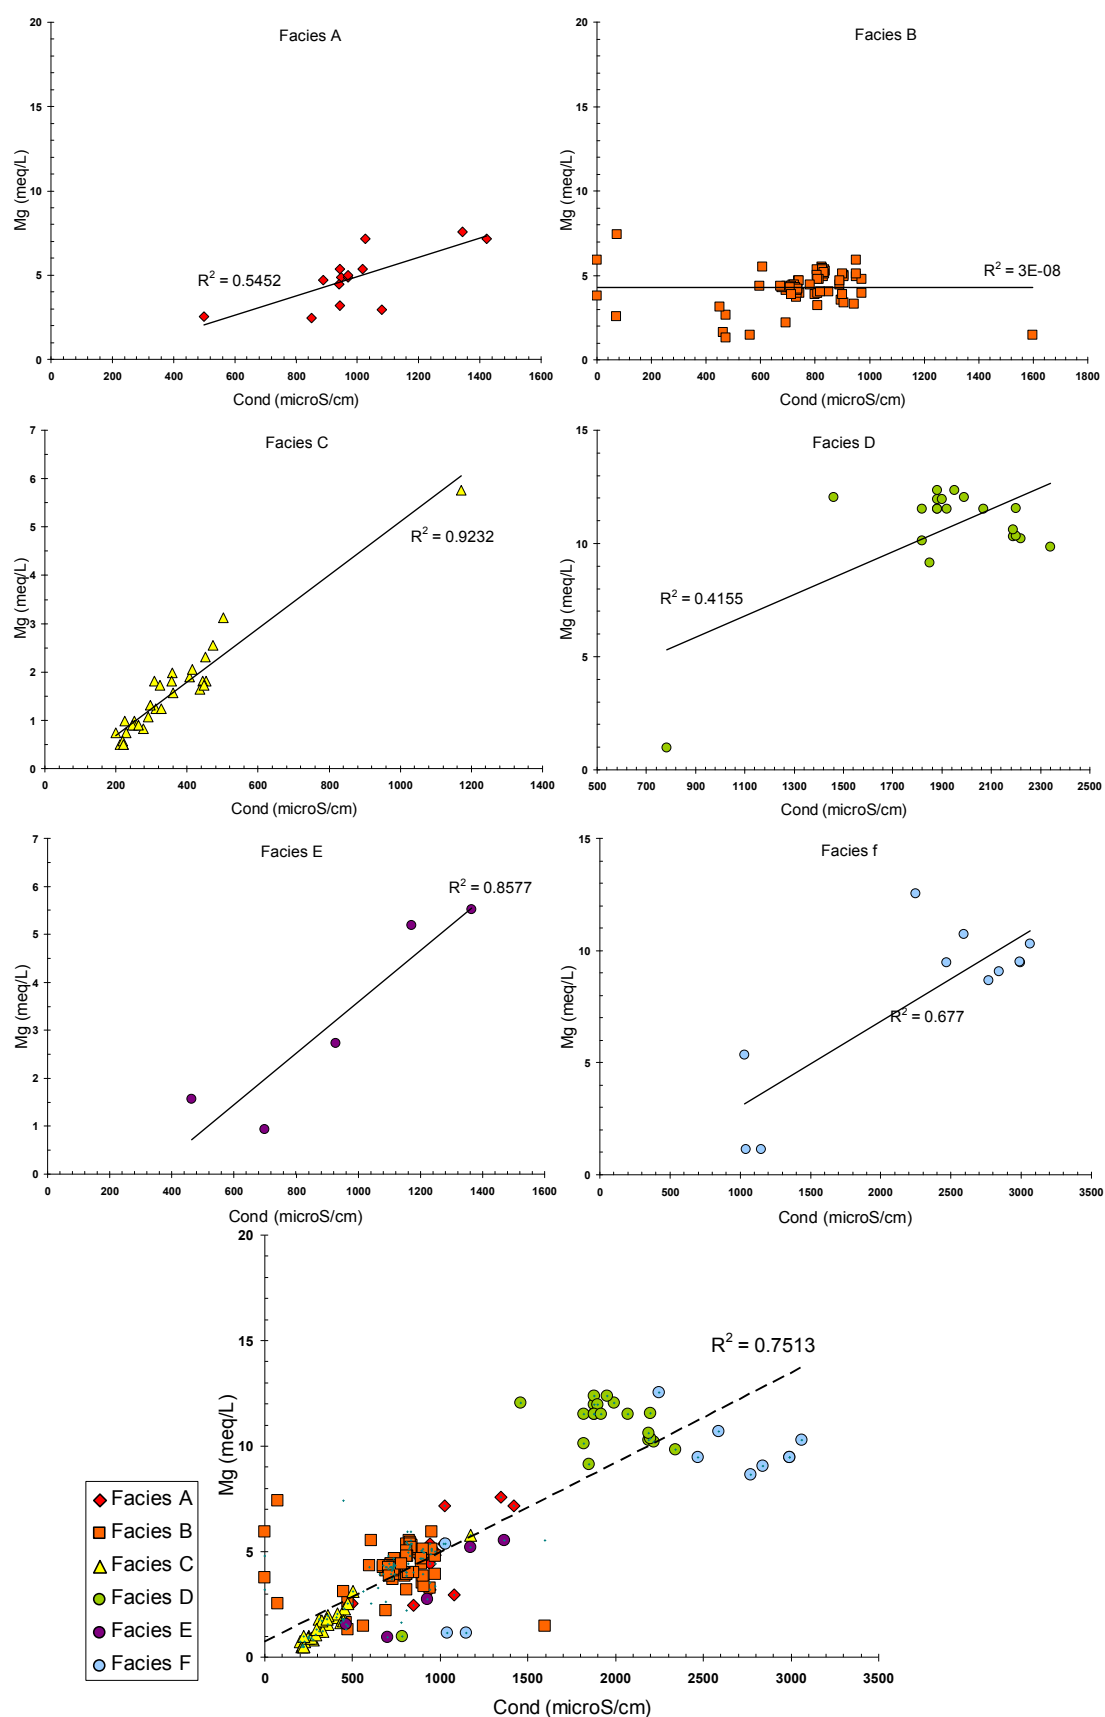 Facies A
20
15
10
5
0
Mg (meq/L)
R² = 0.5452
0 200 400 600 800 1000 1200 1400 1600
Cond (microS/cm)
Facies B
20
15
10
5
0
Mg (meq/L)
R² = 3E-08
0 200 400 600 800 1000 1200 1400 1600 1800
Cond (microS/cm)
Facies C
7
6
5
4
3
2
1
0
Mg (meq/L)
R² = 0.9232
0 200 400 600 800 1000 1200 1400
Cond (microS/cm)
Facies D
15
10
5
0
Mg (meq/L)
R² = 0.4155
500 700 900 1100 1300 1500 1700 1900 2100 2300 2500
Cond (microS/cm)
Facies E
7
6
5
4
3
2
1
0
Mg (meq/L)
R² = 0.8577
0 200 400 600 800 1000 1200 1400 1600
Cond (microS/cm)
Facies f
15
10
5
0
Mg (meq/L)
R² = 0.677
0 500 1000 1500 2000 2500 3000 3500
Cond (microS/cm)
20
15
10
5
0
Mg (meq/L)
R² = 0.7513
0 500 1000 1500 2000 2500 3000 3500
Cond (microS/cm)
Facies A
Facies B
Facies C
Facies D
Facies E
Facies F